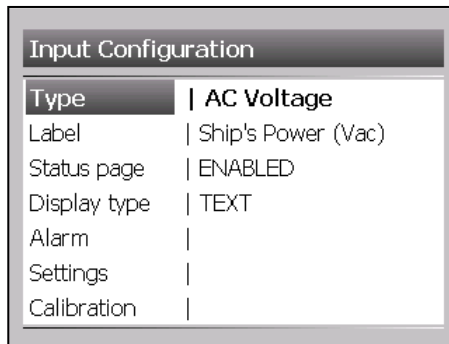 Input Configuration
Type | AC Voltage
Label | Ship's Power (Vac)
Status page | ENABLED
Display type | TEXT
Alarm |
Settings |
Calibration |